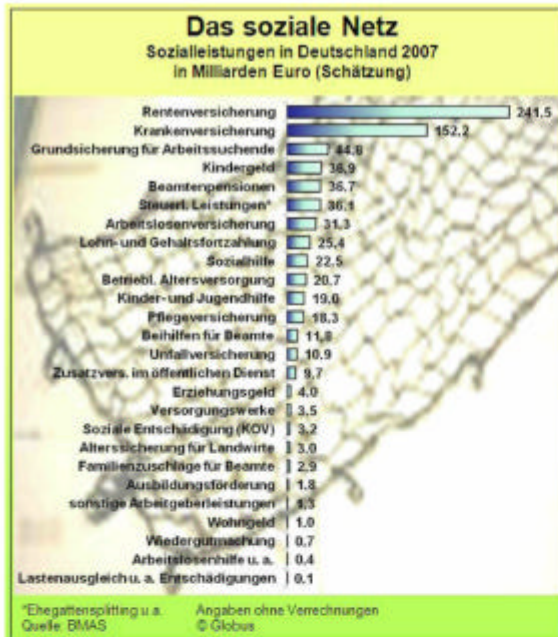 Das soziale Netz
Sozialleistungen in Deutschland 2007
in Milliarden Euro (Schätzung)
Rentenversicherung 241.5
Krankenversicherung 152.2
Grundsicherung für Arbeitssuchende 44.8
Kindergeld 36,9
Beamtenpensionen 36.7
Steuerl. Leistungen* 36.1
Arbeitslosenversicherung 31,3
Lohn- und Gehaltsfortzahlung 25.4
Sozialhilfe 22.5
Betriebl. Altersversorgung 20.7
Kinder- und Jugendhilfe 19.0
Pflegeversicherung 18.3
Beihilfen für Beamte 11,8
Unfallversicherung 10.9
Zusatzvers. im öffentlichen Dienst 9,7
Erziehungsgeld 4.0
Versorgungswerke 3.5
Soziale Entschädigung (KOV) 3.2
Alterssicherung für Landwirte 3.0
Familienzuschläge für Beamte 2.9
Ausbildungsförderung 1.8
sonstige Arbeitgeberleistungen 1.3
Wohngeld 1.0
Wiedergutmachung 0.7
Arbeitslosenhilfe u. a. 0.4
Lastenausgleich u. a. Entschädigungen 0.1
*Ehegattensplitting u.a. Angaben ohne Verrechnungen
Quelle: BMAS © Globus